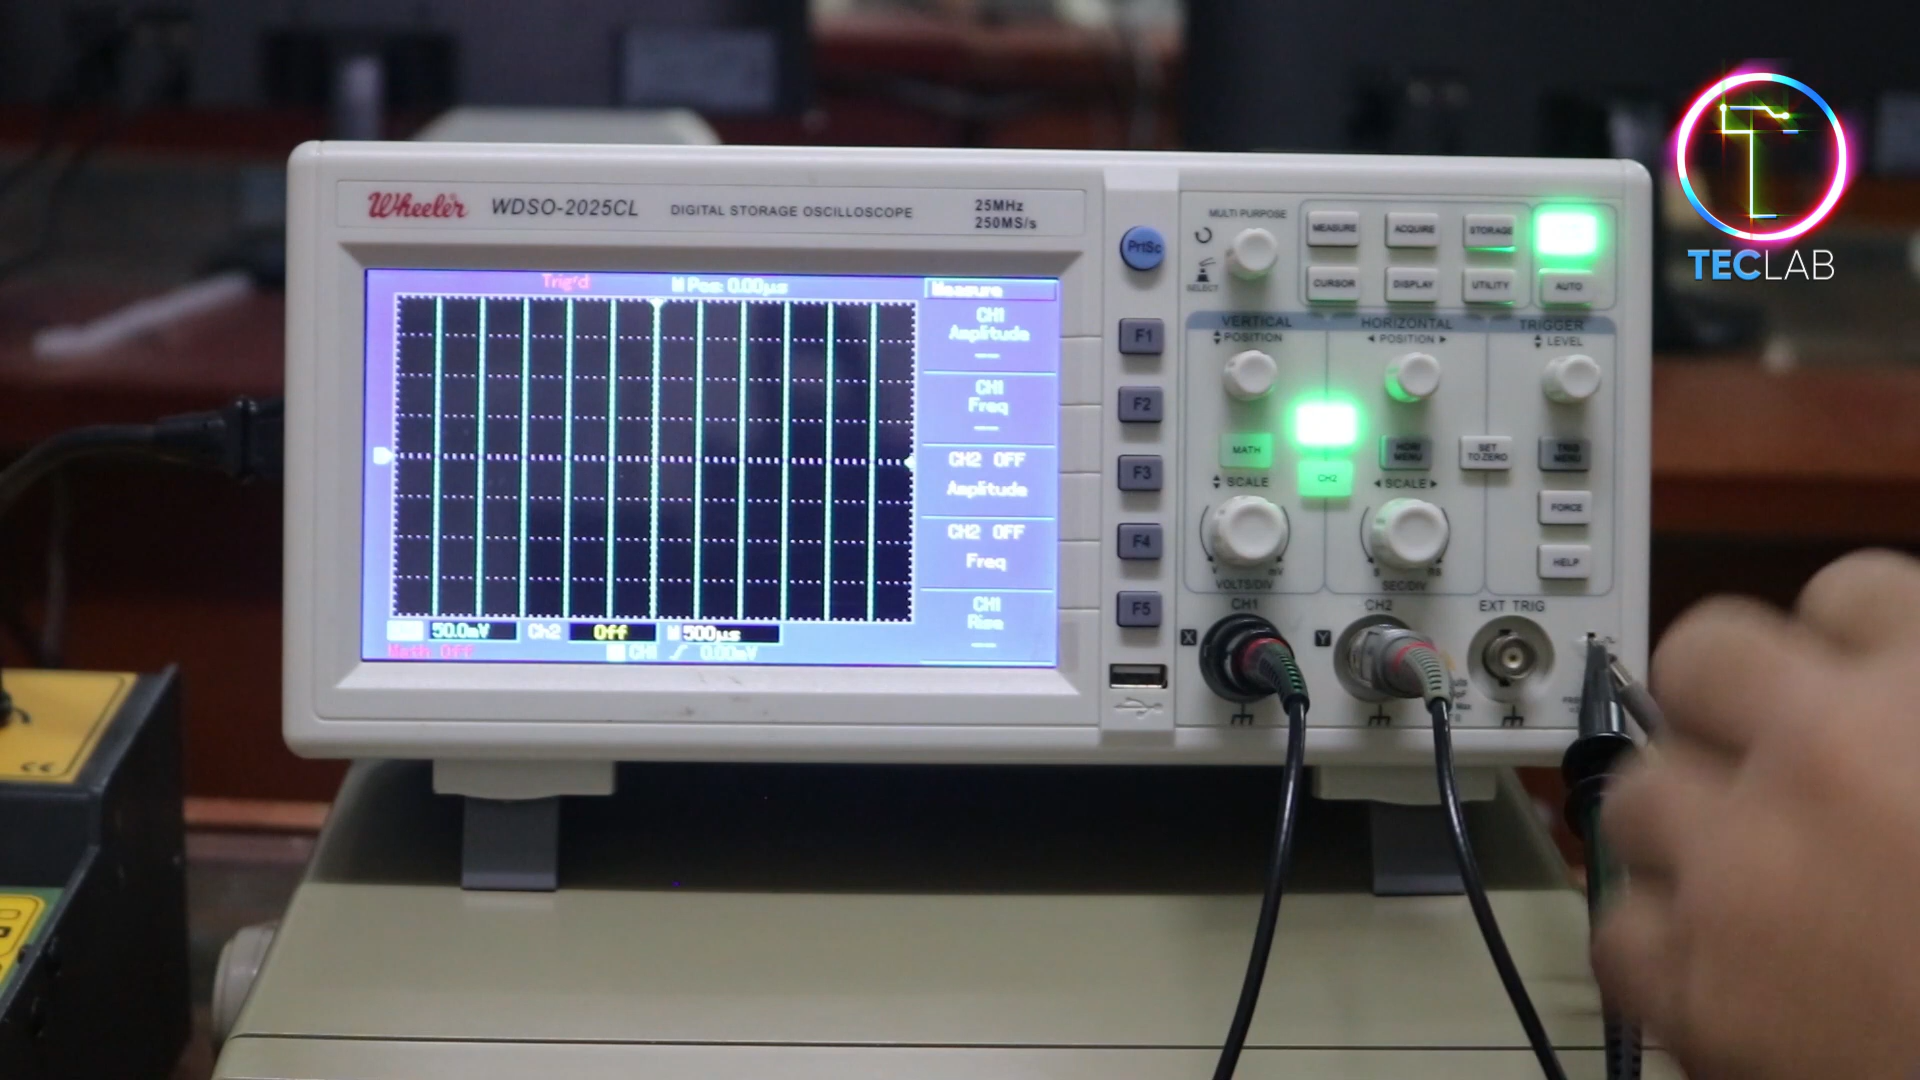 TECLAB
Wheeler WDSO-2025CL DIGITAL STORAGE OSCILLOSCOPE 25MHz
250MS/s
PrtSc
MULTI PURPOSE
SELECT
MEASURE ACQUIRE STORAGE
CURSOR DISPLAY UTILITY AUTO
Trig'd M Pos: 0.00µs Measure
CH1
Amplitude
---
CH1
Freq
---
CH2 OFF
Amplitude
CH2 OFF
Freq
CH1
Rise
---
50.0mV Ch2 Off M 500µs
Math Off CH1 0.00mV
F1
F2
F3
F4
F5
VERTICAL HORIZONTAL TRIGGER
POSITION POSITION LEVEL
MATH HORI MENU SET TO ZERO TRIG MENU
CH2
SCALE SCALE
FORCE
HELP
mV
VOLTS/DIV SEC/DIV
CH1 CH2 EXT TRIG
X Y